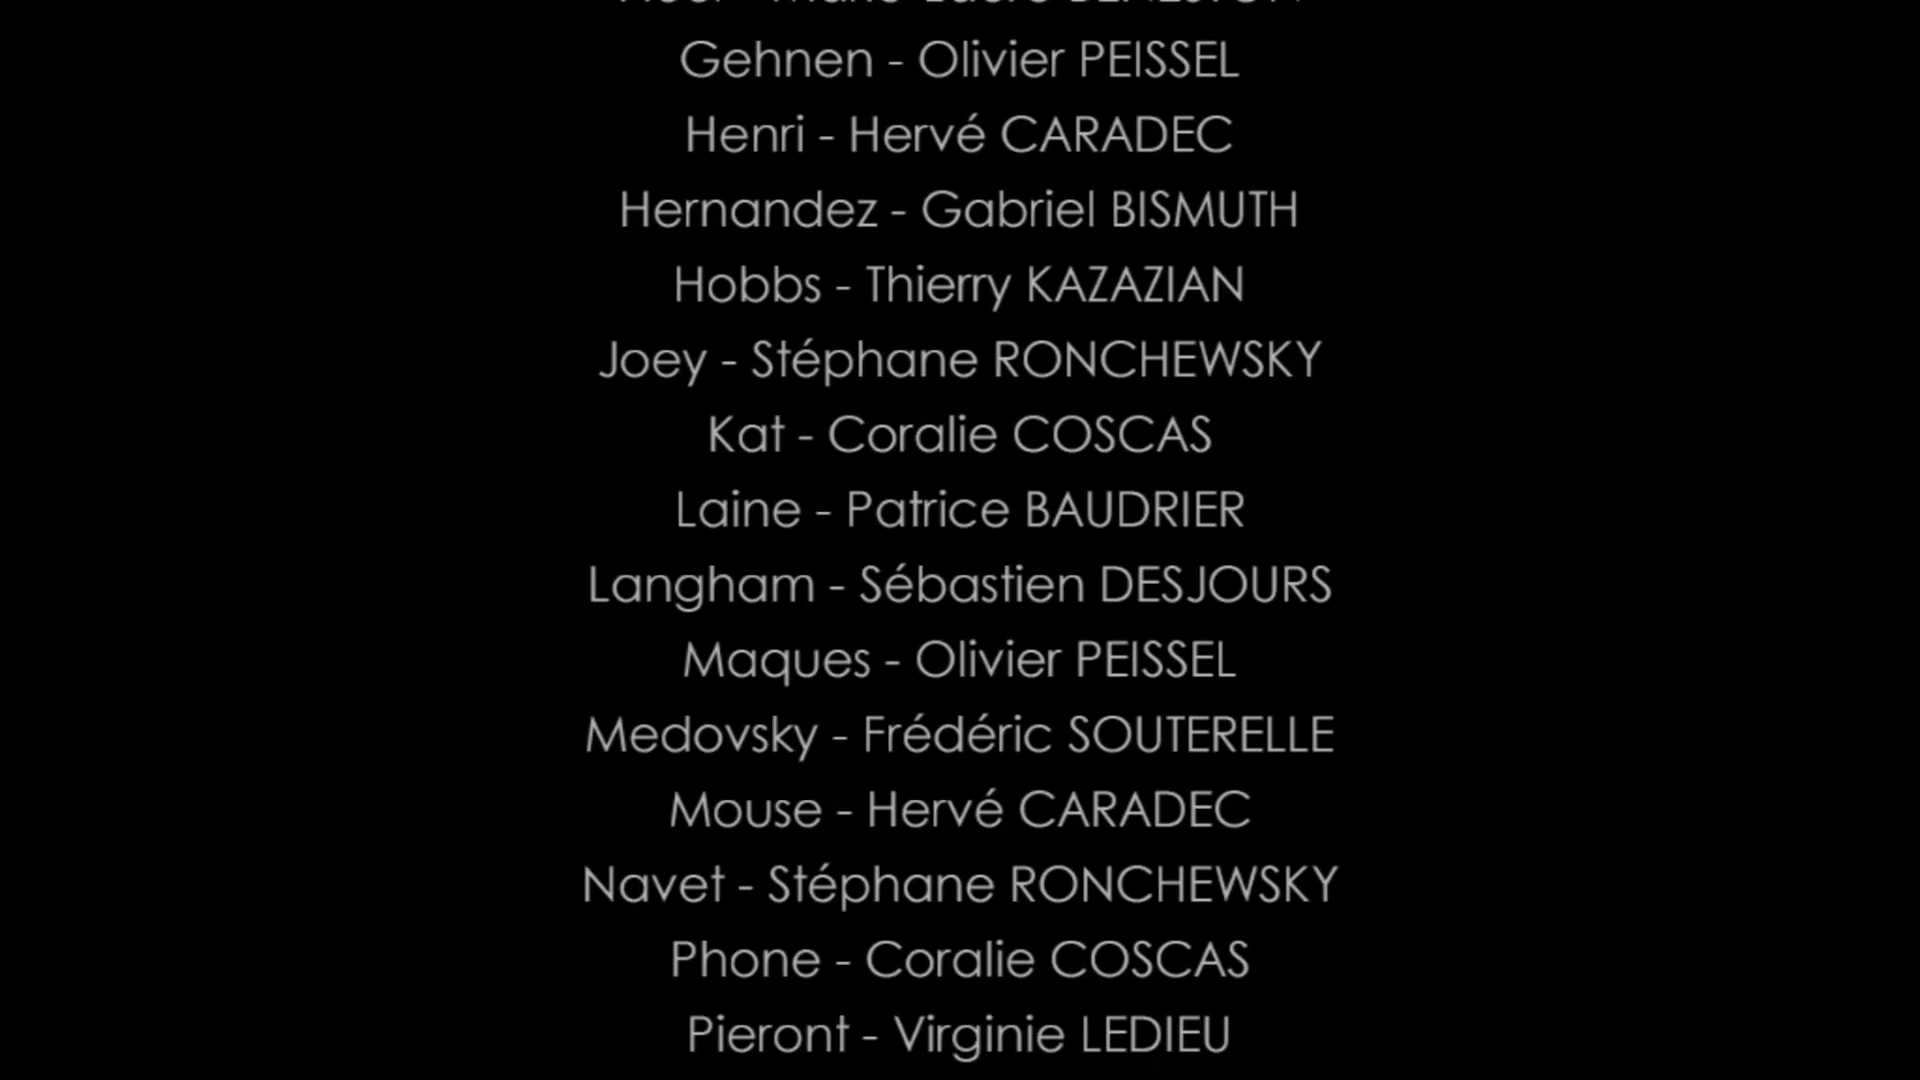 Gehnen - Olivier PEISSEL
Henri - Hervé CARADEC
Hernandez - Gabriel BISMUTH
Hobbs - Thierry KAZAZIAN
Joey - Stéphane RONCHEWSKY
Kat - Coralie COSCAS
Laine - Patrice BAUDRIER
Langham - Sébastien DESJOURS
Maques - Olivier PEISSEL
Medovsky - Frédéric SOUTERELLE
Mouse - Hervé CARADEC
Navet - Stéphane RONCHEWSKY
Phone - Coralie COSCAS
Pieront - Virginie LEDIEU